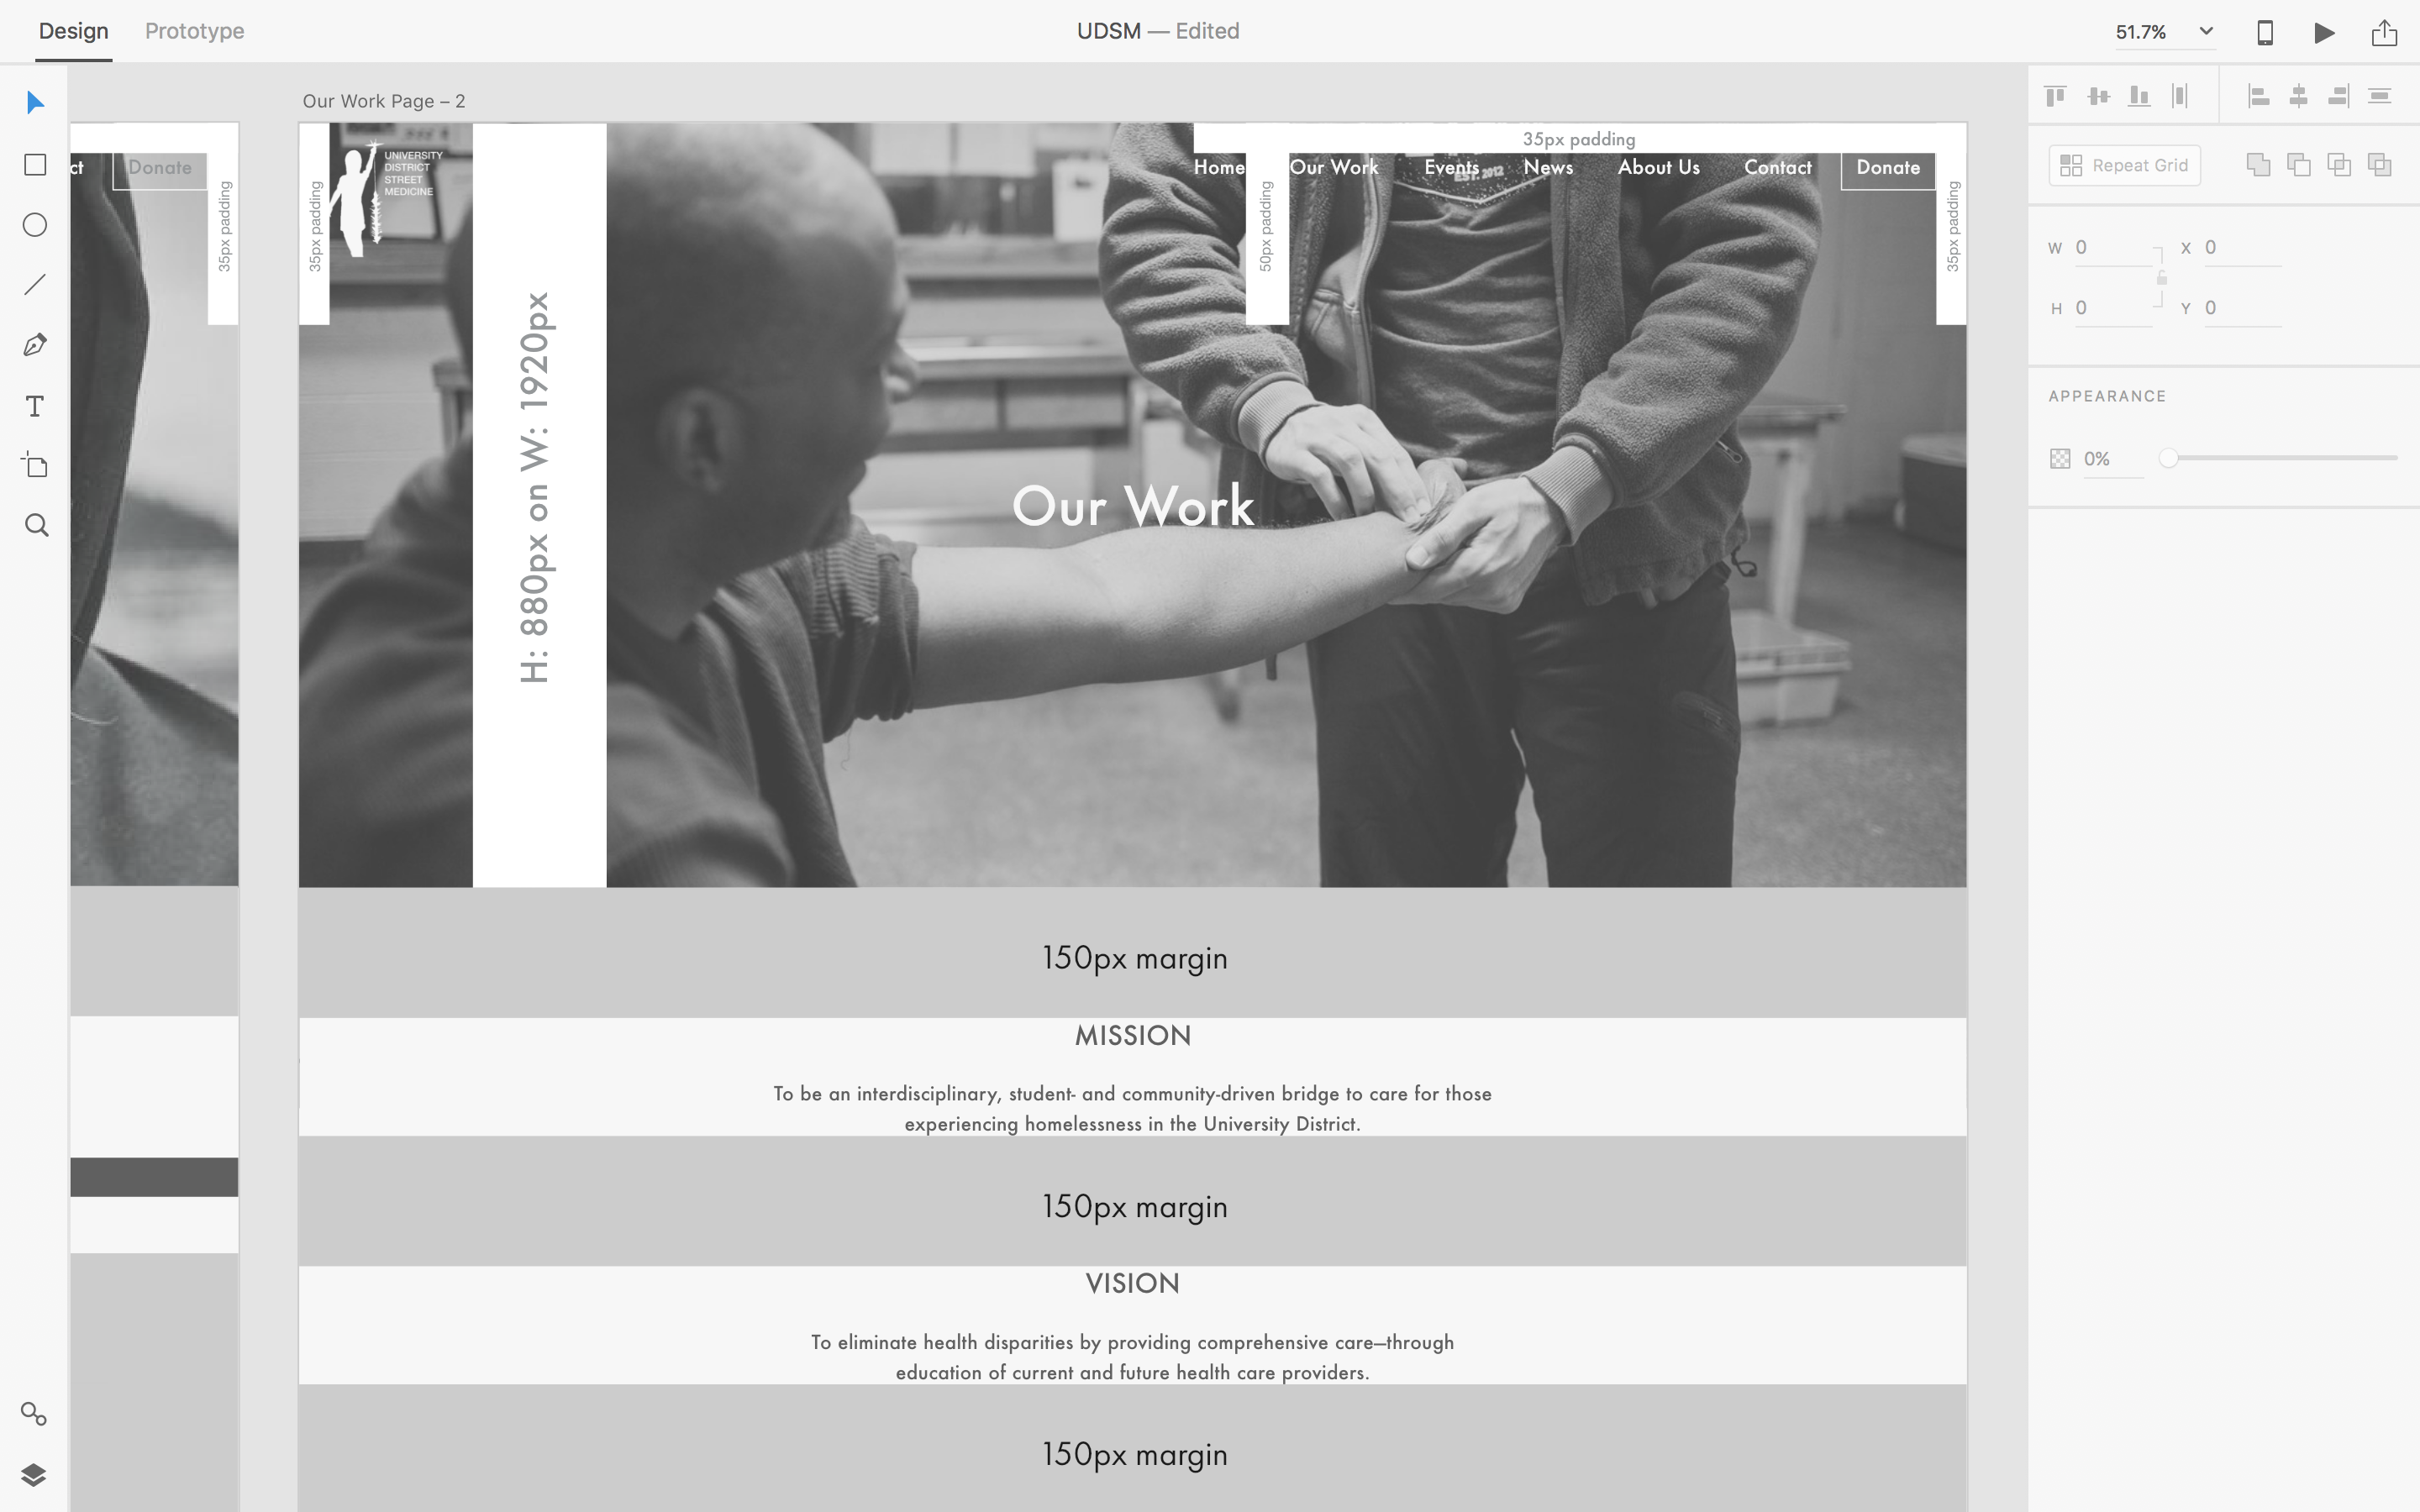 Design
Prototype
UDSM — Edited
51.7%
Our Work Page – 2
ct
Donate
35px padding
35px padding
UNIVERSITY
DISTRICT
STREET
MEDICINE
35px padding
Home
Our Work
Events
News
About Us
Contact
Donate
EST. 2012
50px padding
35px padding
H: 880px on W: 1920px
Our Work
150px margin
MISSION
To be an interdisciplinary, student- and community-driven bridge to care for those
experiencing homelessness in the University District.
150px margin
VISION
To eliminate health disparities by providing comprehensive care—through
education of current and future health care providers.
150px margin
Repeat Grid
W 0
X 0
H 0
Y 0
APPEARANCE
0%